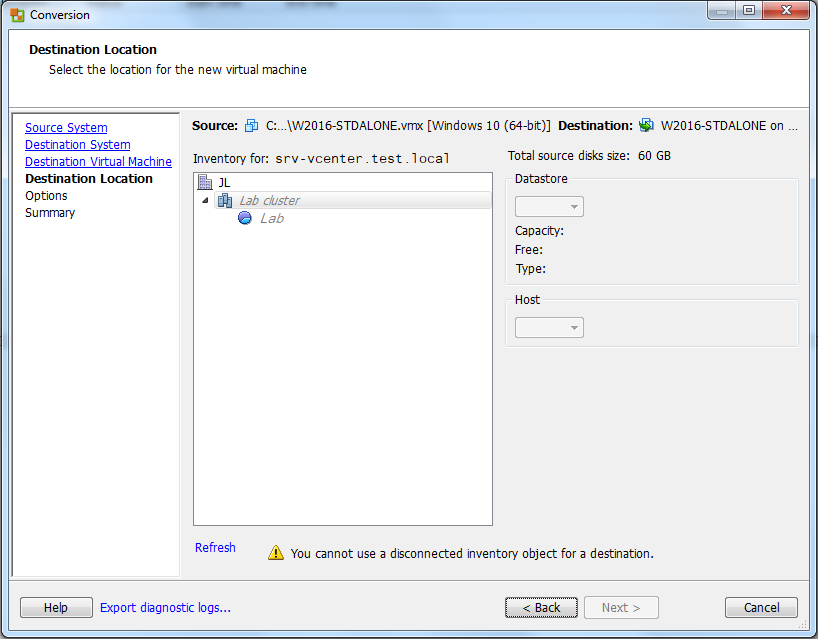 Conversion
Destination Location
Select the location for the new virtual machine
Source System
Destination System
Destination Virtual Machine
Destination Location
Options
Summary
Source: C:...\W2016-STDALONE.vmx [Windows 10 (64-bit)] Destination: W2016-STDALONE on ...
Inventory for: srv-vcenter.test.local
JL
Lab cluster
Lab
Total source disks size: 60 GB
Datastore
Capacity:
Free:
Type:
Host
Refresh
You cannot use a disconnected inventory object for a destination.
Help
Export diagnostic logs...
< Back
Next >
Cancel